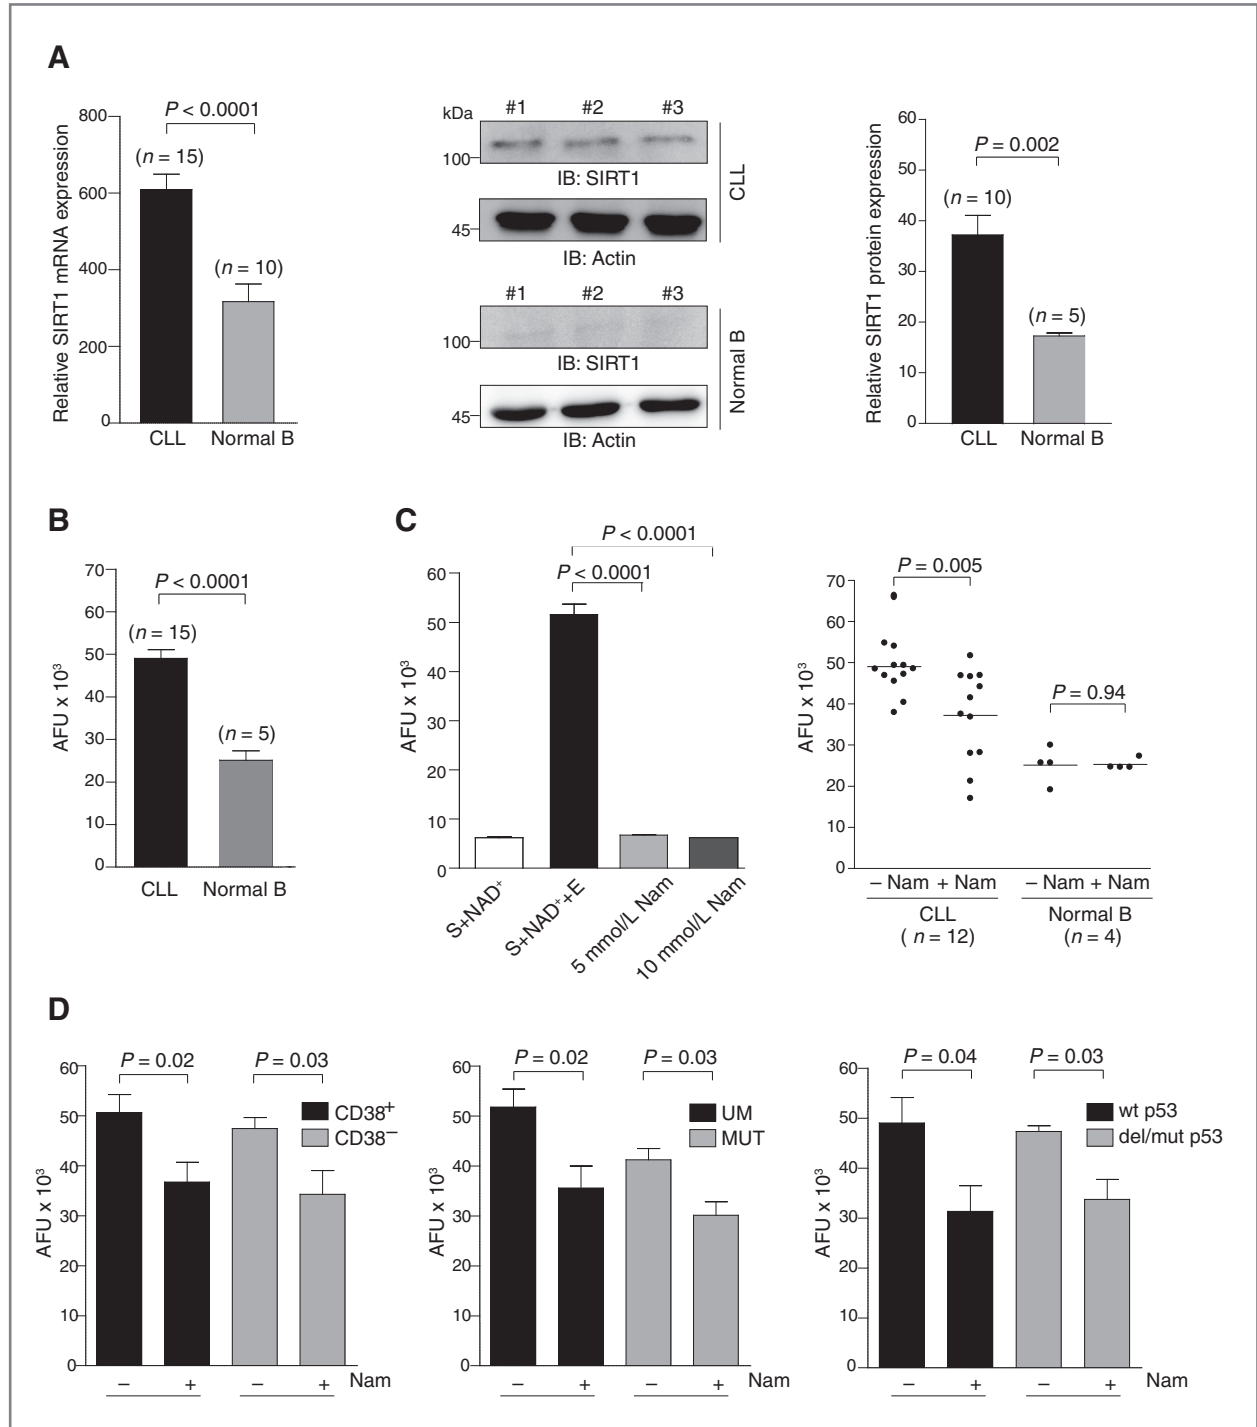 A
Relative SIRT1 mRNA expression
800
600
400
200
0
P < 0.0001
(n = 15)
(n = 10)
CLL
Normal B
kDa
#1
#2
#3
100
IB: SIRT1
45
IB: Actin
CLL
#1
#2
#3
100
IB: SIRT1
45
IB: Actin
Normal B
Relative SIRT1 protein expression
60
50
40
30
20
10
0
P = 0.002
(n = 10)
(n = 5)
CLL
Normal B
B
AFU x 10³
70
60
50
40
30
20
10
0
P < 0.0001
(n = 15)
(n = 5)
CLL
Normal B
C
AFU x 10³
60
50
40
30
20
10
0
P < 0.0001
P < 0.0001
S+NAD⁺
S+NAD⁺+E
5 mmol/L Nam
10 mmol/L Nam
AFU x 10³
70
60
50
40
30
20
10
0
P = 0.005
P = 0.94
– Nam + Nam
– Nam + Nam
CLL
( n = 12)
Normal B
(n = 4)
D
AFU x 10³
60
50
40
30
20
10
0
P = 0.02
P = 0.03
CD38⁺
CD38⁻
– + – + Nam
AFU x 10³
60
50
40
30
20
10
0
P = 0.02
P = 0.03
UM
MUT
– + – + Nam
AFU x 10³
60
50
40
30
20
10
0
P = 0.04
P = 0.03
wt p53
del/mut p53
– + – + Nam